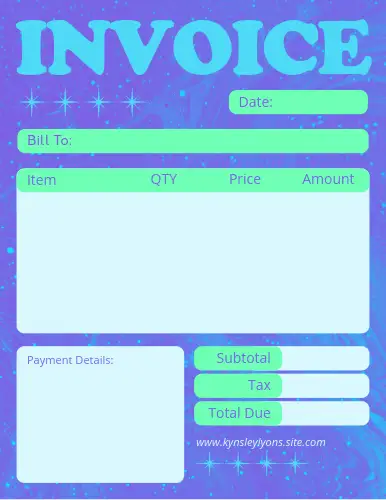 INVOICE
Date:
Bill To:
Item QTY Price Amount
Payment Details:
Subtotal
Tax
Total Due
www.kynsleylyons.site.com